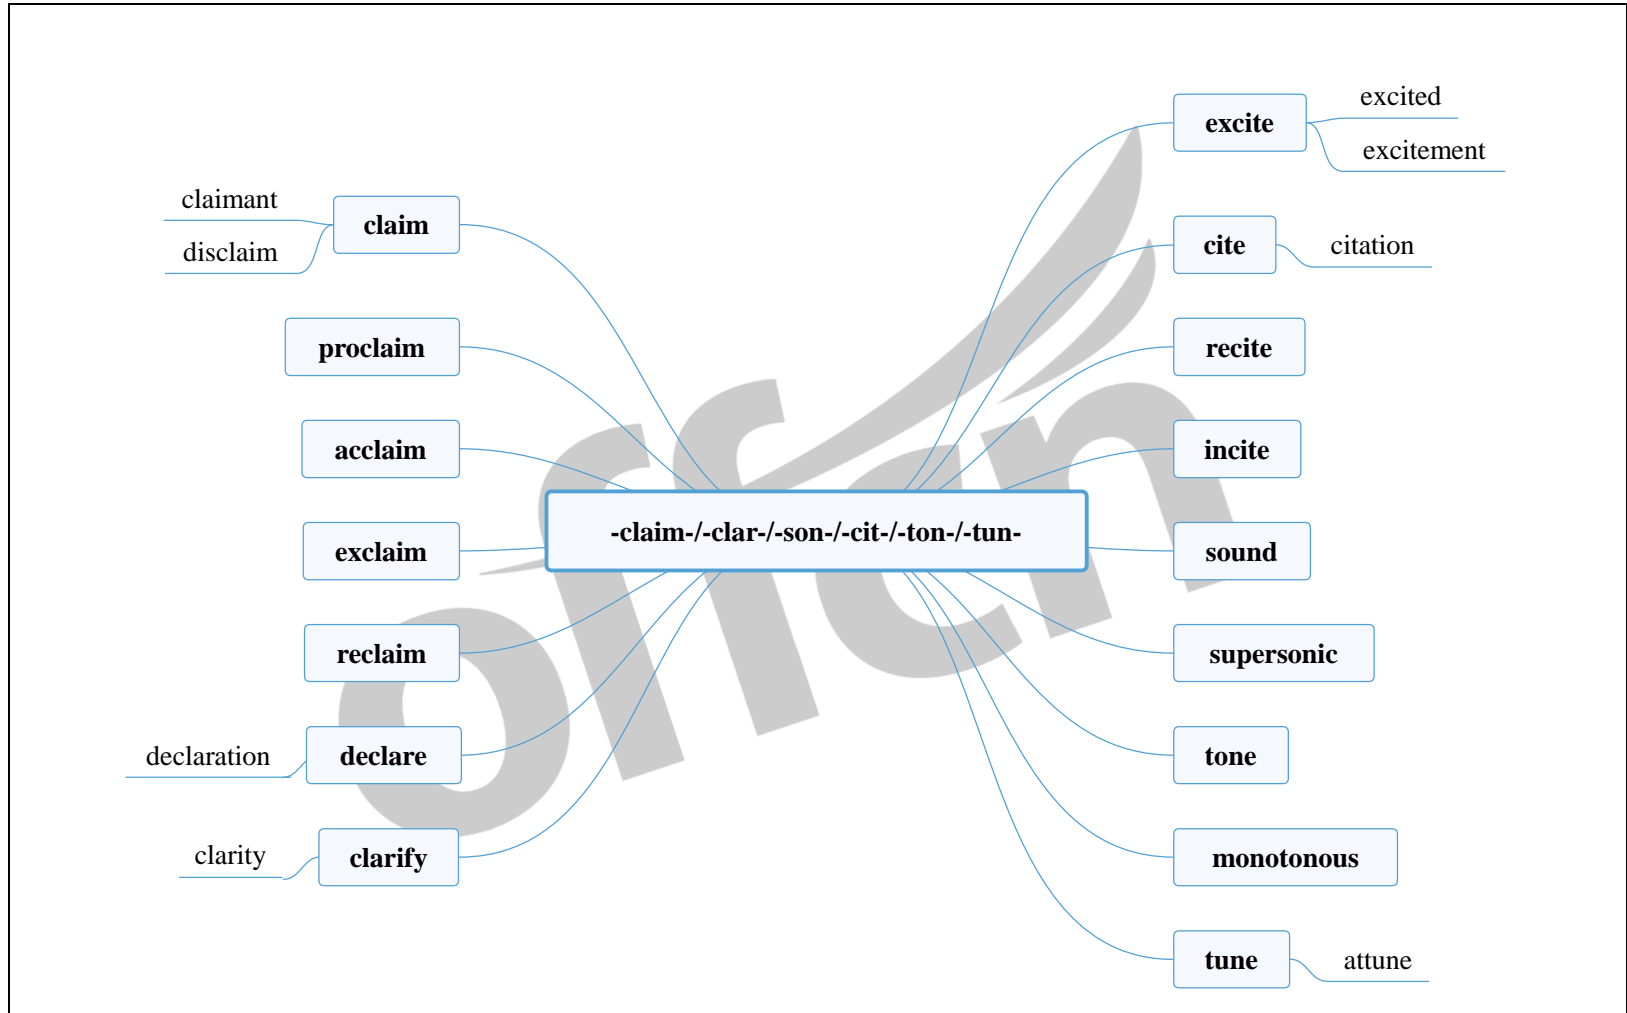 -claim-/-clar-/-son-/-cit-/-ton-/-tun-
claim
claimant
disclaim
proclaim
acclaim
exclaim
reclaim
declare
declaration
clarify
clarity
excite
excited
excitement
cite
citation
recite
incite
sound
supersonic
tone
monotonous
tune
attune
offcn